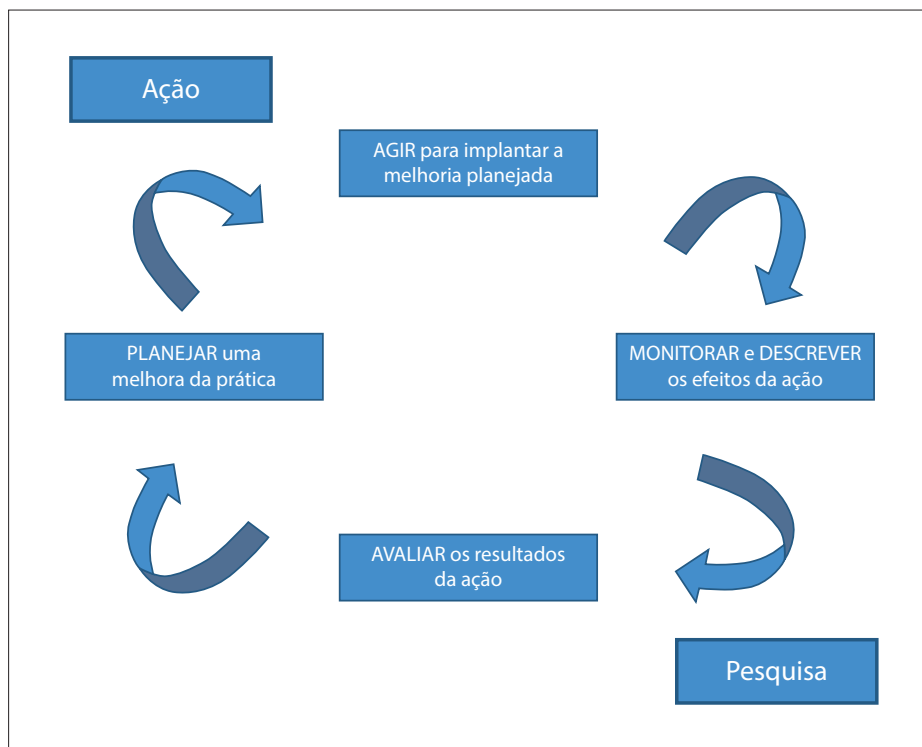 Ação
AGIR para implantar a
melhoria planejada
PLANEJAR uma
melhora da prática
MONITORAR e DESCREVER
os efeitos da ação
AVALIAR os resultados
da ação
Pesquisa